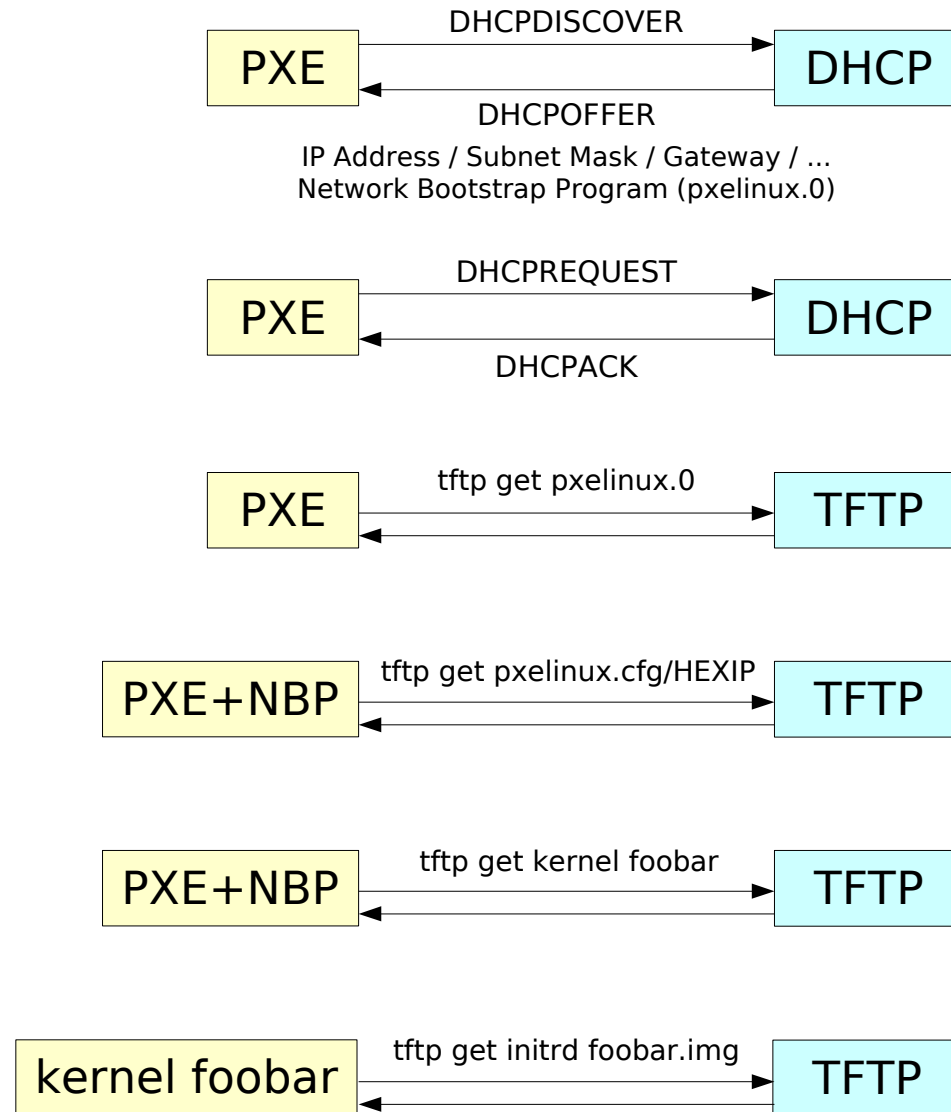 DHCPDISCOVER
PXE
DHCP
DHCPOFFER
IP Address / Subnet Mask / Gateway / ...
Network Bootstrap Program (pxelinux.0)
DHCPREQUEST
PXE
DHCP
DHCPACK
tftp get pxelinux.0
PXE
TFTP
tftp get pxelinux.cfg/HEXIP
PXE+NBP
TFTP
tftp get kernel foobar
PXE+NBP
TFTP
tftp get initrd foobar.img
kernel foobar
TFTP